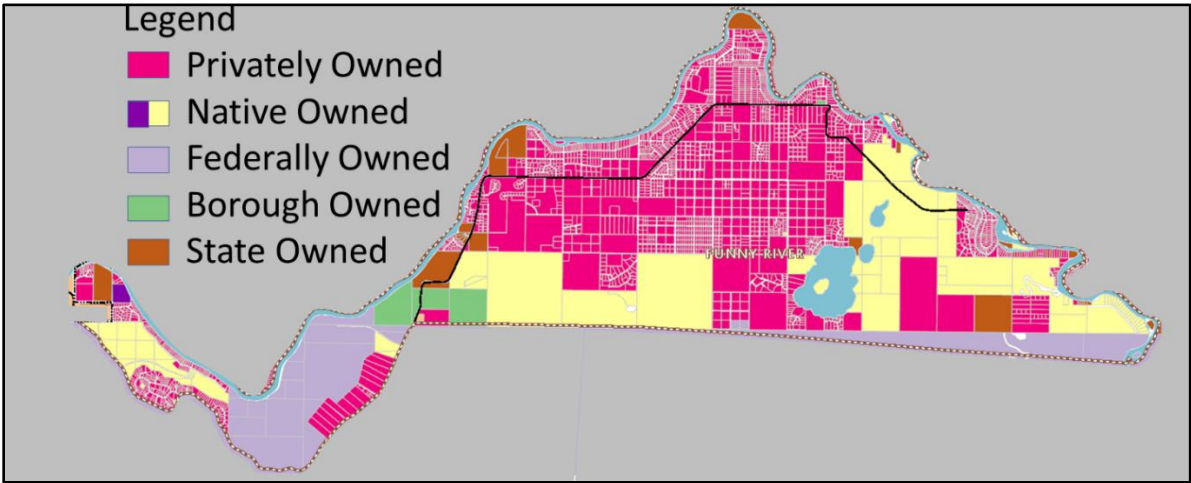 Legend
Privately Owned
Native Owned
Federally Owned
Borough Owned
State Owned
FUNNY RIVER